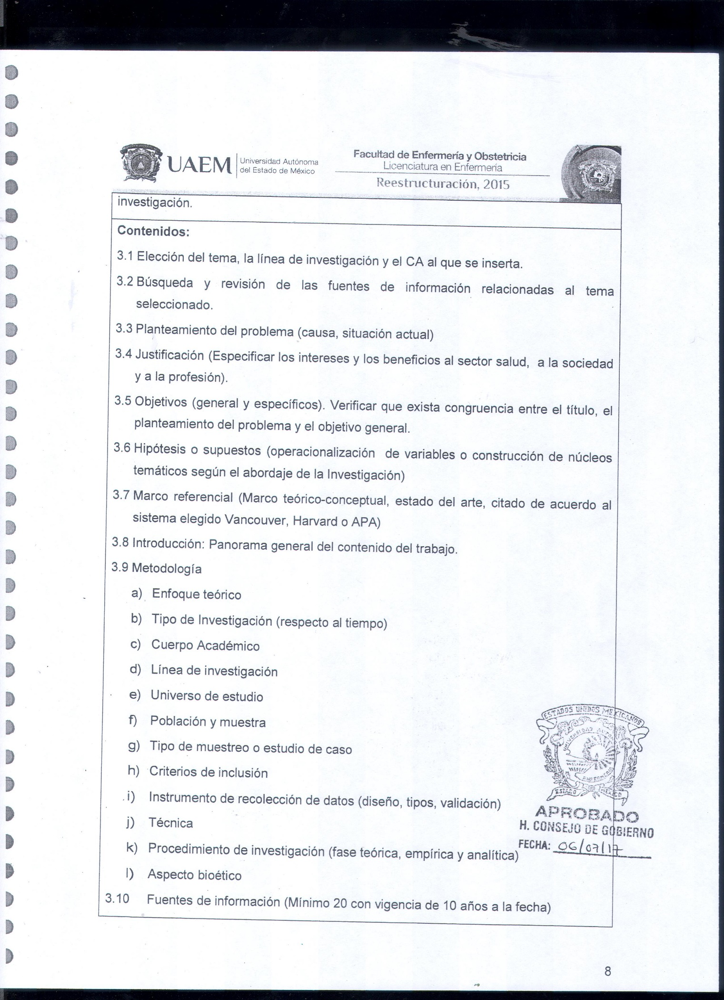 UAEM
Universidad Autónoma
del Estado de México
Facultad de Enfermería y Obstetricia
Licenciatura en Enfermería
Reestructuración, 2015
investigación.
Contenidos:
3.1 Elección del tema, la línea de investigación y el CA al que se inserta.
3.2 Búsqueda y revisión de las fuentes de información relacionadas al tema
seleccionado.
3.3 Planteamiento del problema (causa, situación actual)
3.4 Justificación (Especificar los intereses y los beneficios al sector salud, a la sociedad
y a la profesión).
3.5 Objetivos (general y específicos). Verificar que exista congruencia entre el título, el
planteamiento del problema y el objetivo general.
3.6 Hipótesis o supuestos (operacionalización de variables o construcción de núcleos
temáticos según el abordaje de la Investigación)
3.7 Marco referencial (Marco teórico-conceptual, estado del arte, citado de acuerdo al
sistema elegido Vancouver, Harvard o APA)
3.8 Introducción: Panorama general del contenido del trabajo.
3.9 Metodología
a) Enfoque teórico
b) Tipo de Investigación (respecto al tiempo)
c) Cuerpo Académico
d) Línea de investigación
e) Universo de estudio
f) Población y muestra
g) Tipo de muestreo o estudio de caso
h) Criterios de inclusión
i) Instrumento de recolección de datos (diseño, tipos, validación)
j) Técnica
k) Procedimiento de investigación (fase teórica, empírica y analítica)
l) Aspecto bioético
3.10 Fuentes de información (Mínimo 20 con vigencia de 10 años a la fecha)
ESTADOS UNIDOS MEXICANOS
UNIVERSIDAD AUTO
ENFERMERIA
ESTADO DE MEXICO
APROBADO
H. CONSEJO DE GOBIERNO
FECHA: 06/07/17
8